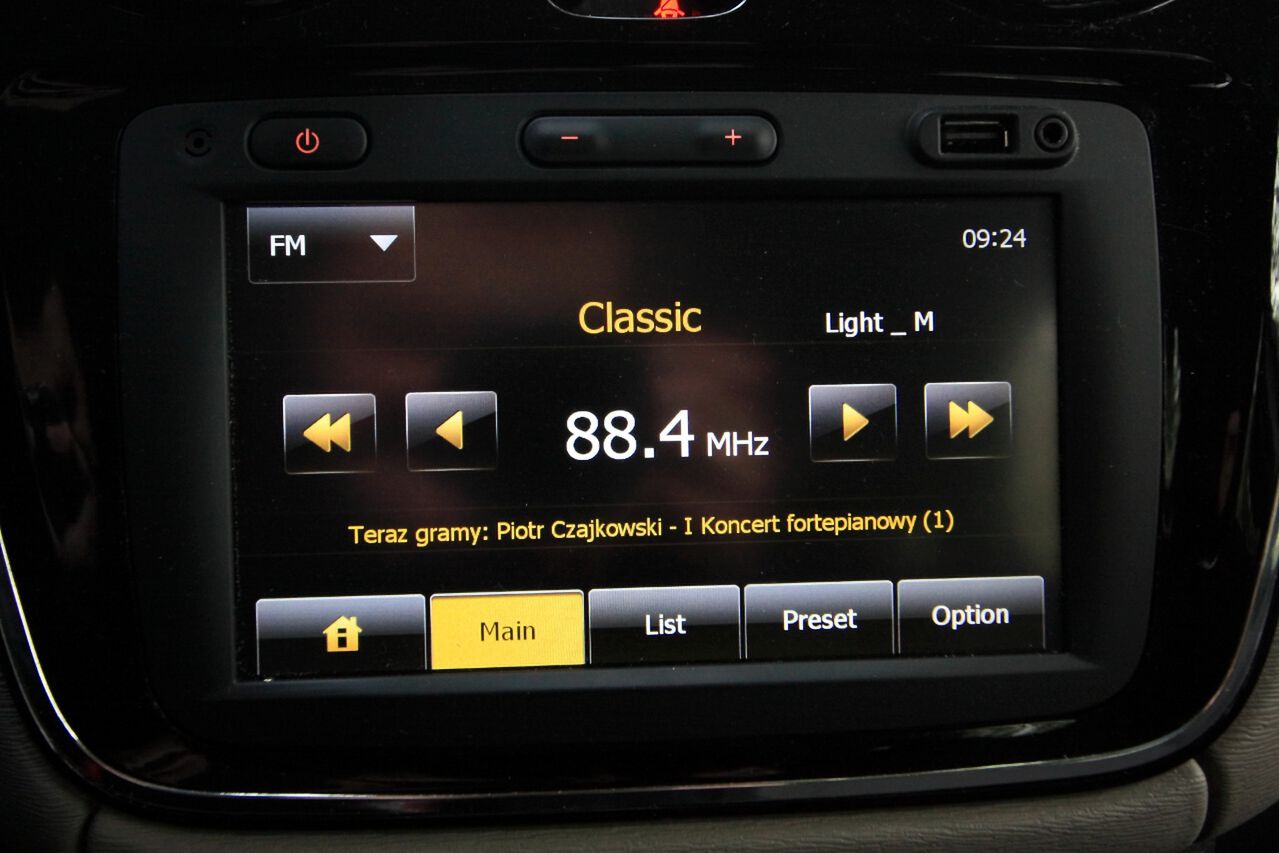 FM
09:24
Classic
Light _ M
88.4 MHz
Teraz gramy: Piotr Czajkowski - I Koncert fortepianowy (1)
Main List Preset Option